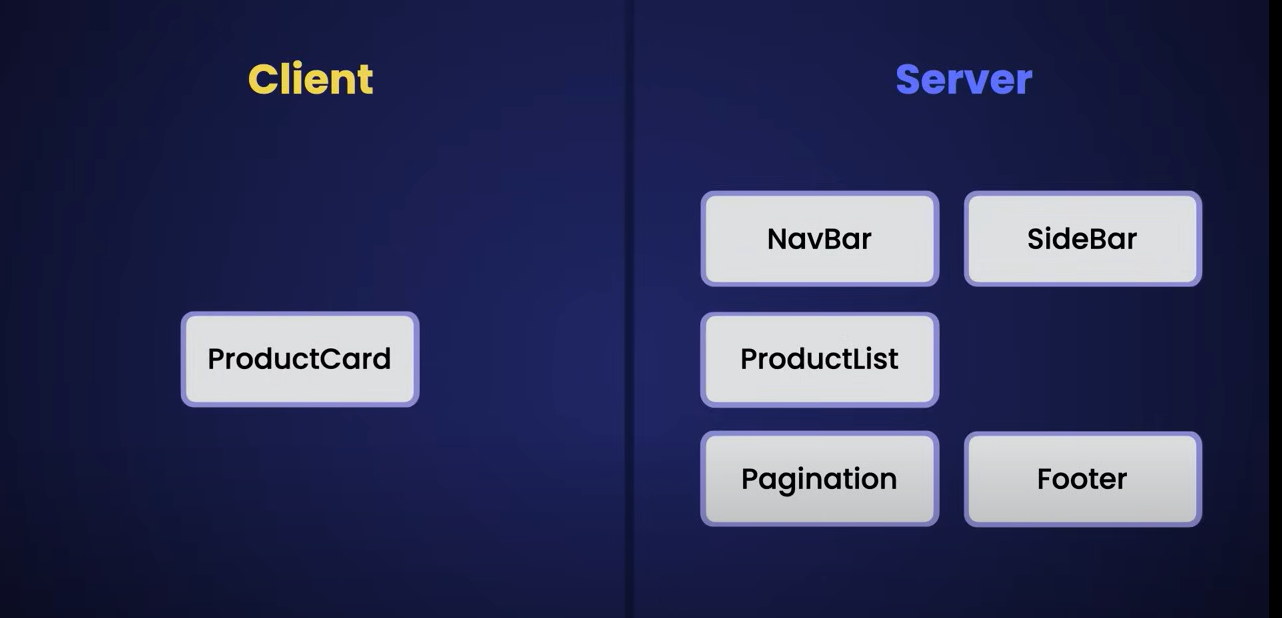 Client
Server
NavBar
SideBar
ProductCard
ProductList
Pagination
Footer